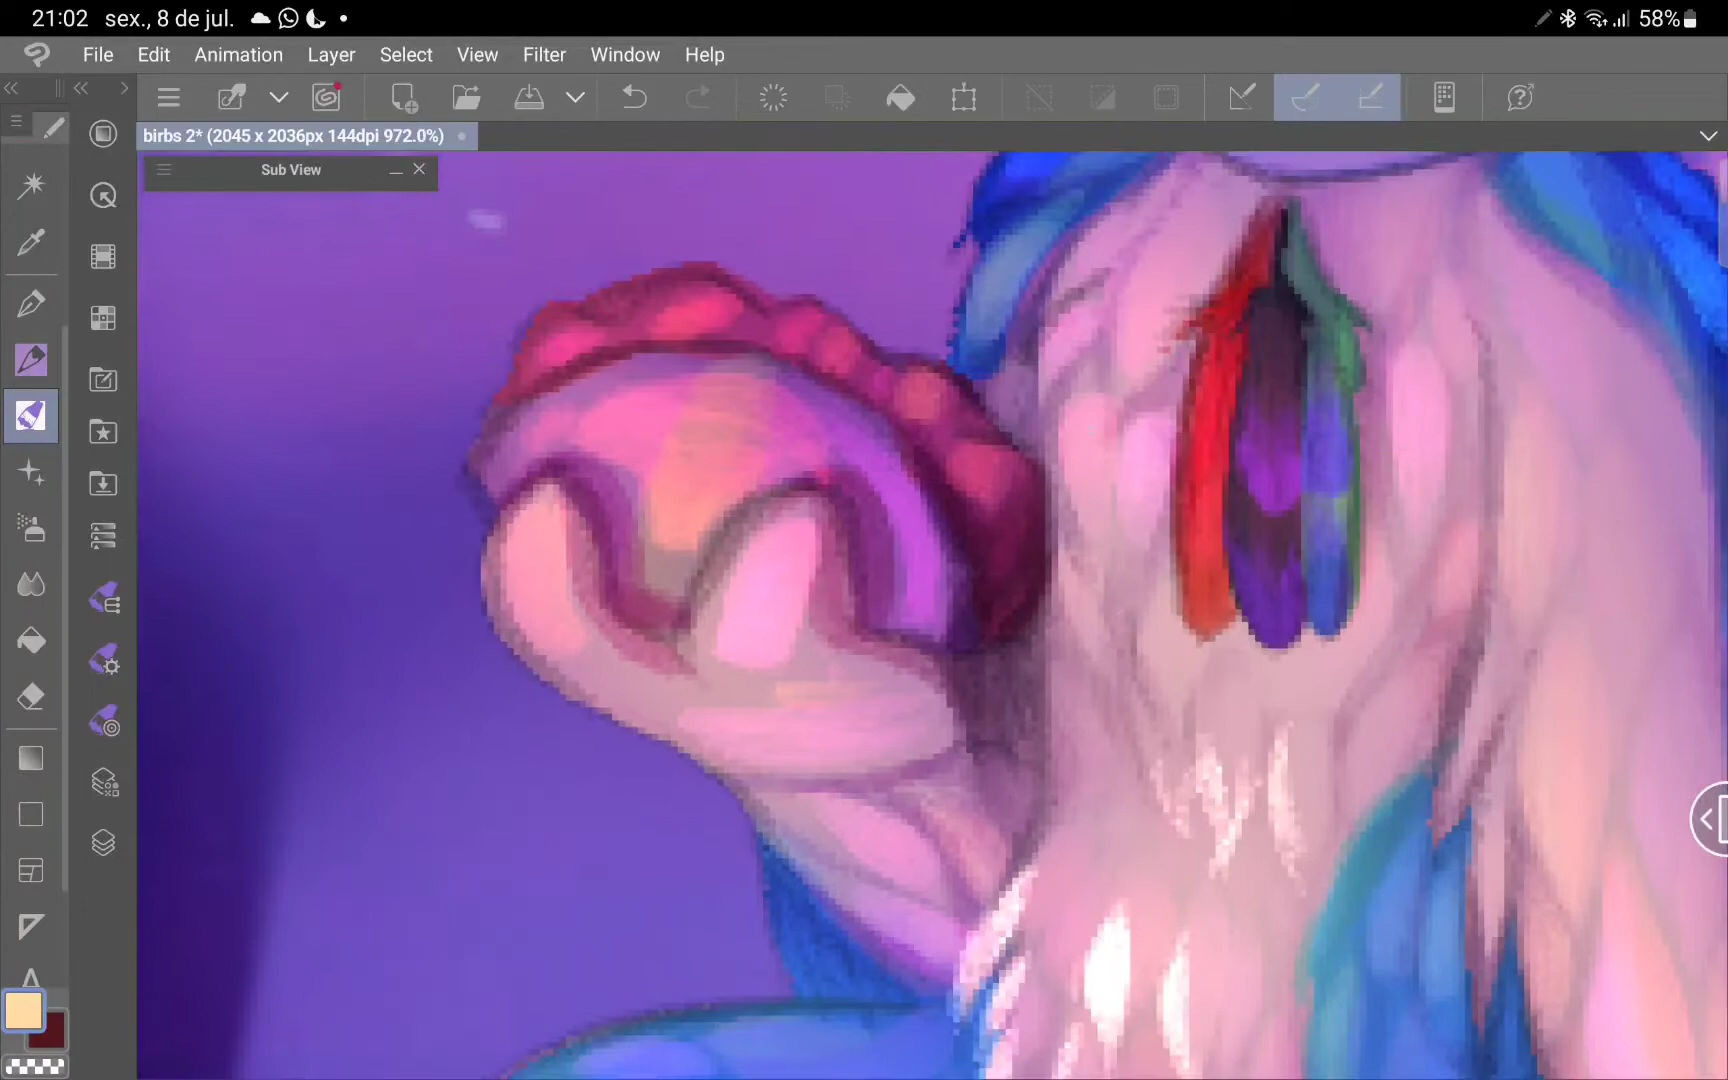 21:02 sex., 8 de jul. 58%
File Edit Animation Layer Select View Filter Window Help
birbs 2* (2045 x 2036px 144dpi 972.0%)
Sub View